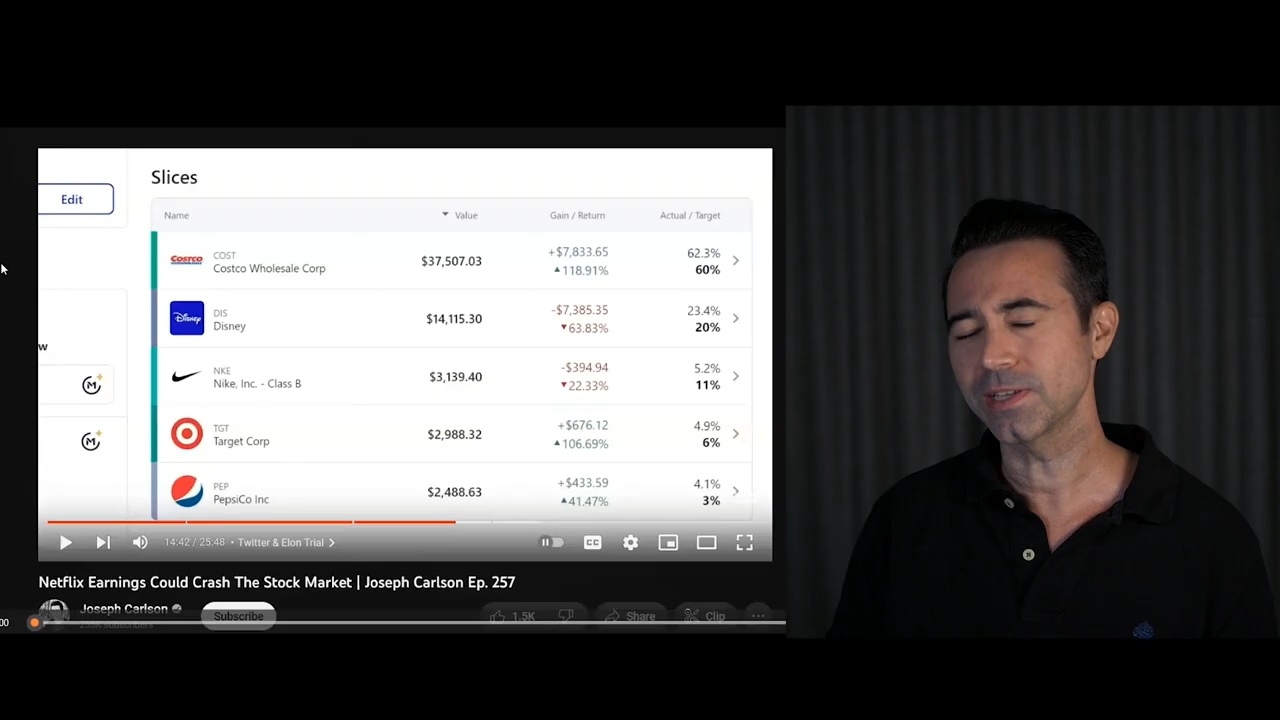 Edit
Slices
Name Value Gain / Return Actual / Target
COSTCO COST +$7,833.65 62.3%
Costco Wholesale Corp $37,507.03 118.91% 60%
Disney DIS -$7,385.35 23.4%
Disney $14,115.30 63.83% 20%
w
NKE -$394.94 5.2%
M Nike, Inc. - Class B $3,139.40 22.33% 11%
TGT +$676.12 4.9%
M Target Corp $2,988.32 106.69% 6%
PEP +$433.59 4.1%
PepsiCo Inc $2,488.63 41.47% 3%
14:42 / 25:48 • Twitter & Elon Trial
CC
Netflix Earnings Could Crash The Stock Market | Joseph Carlson Ep. 257
Joseph Carlson Subscribe 1.5K Share Clip
subscribers